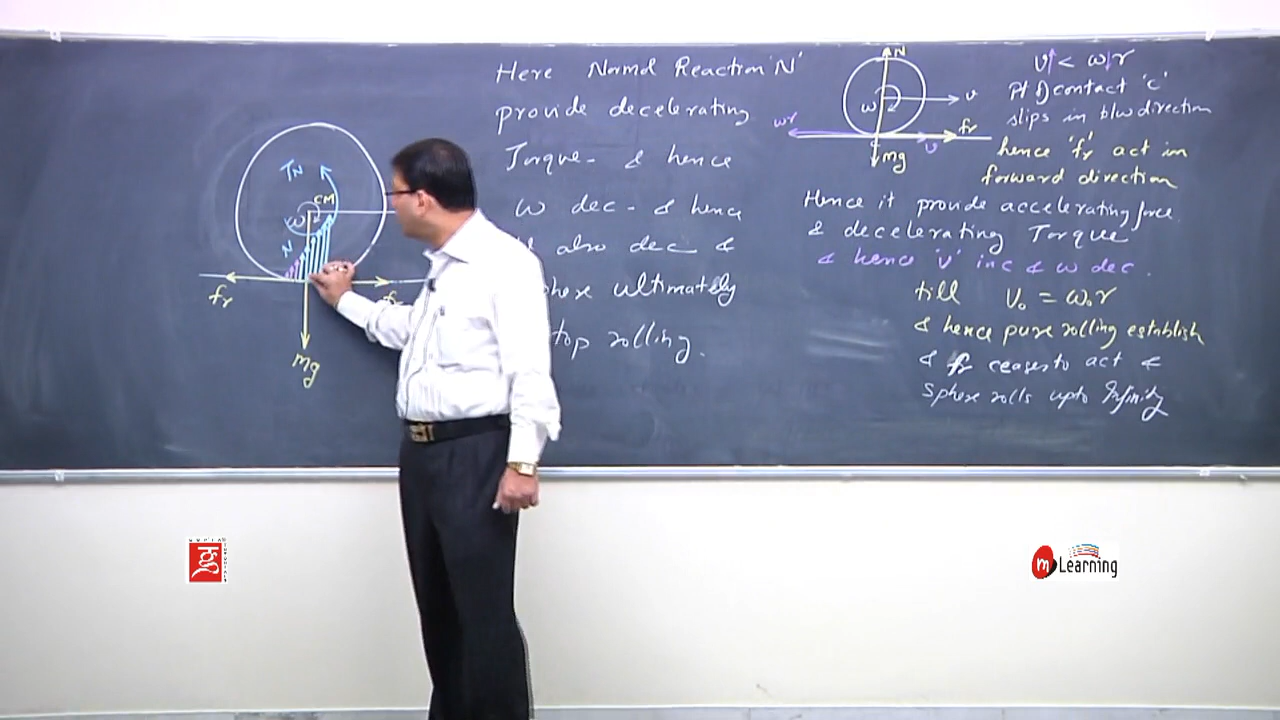 Here Normal Reaction 'N'
provide decelerating
Torque - & hence
ω dec - & hence
also dec &
ultimately
top rolling.
τN
CM
ω
N
fr
mg
N
ω
v
ωr
fr
v
mg
v < ωr
Pt of contact 'C'
slips in b/w direction
hence 'fr' act in
forward direction
Hence it provide accelerating force
& decelerating Torque
& hence 'v' inc & ω dec.
till V₀ = ω₀r
& hence pure rolling establish
& fr ceases to act &
Sphere rolls upto Infinity
m Learning